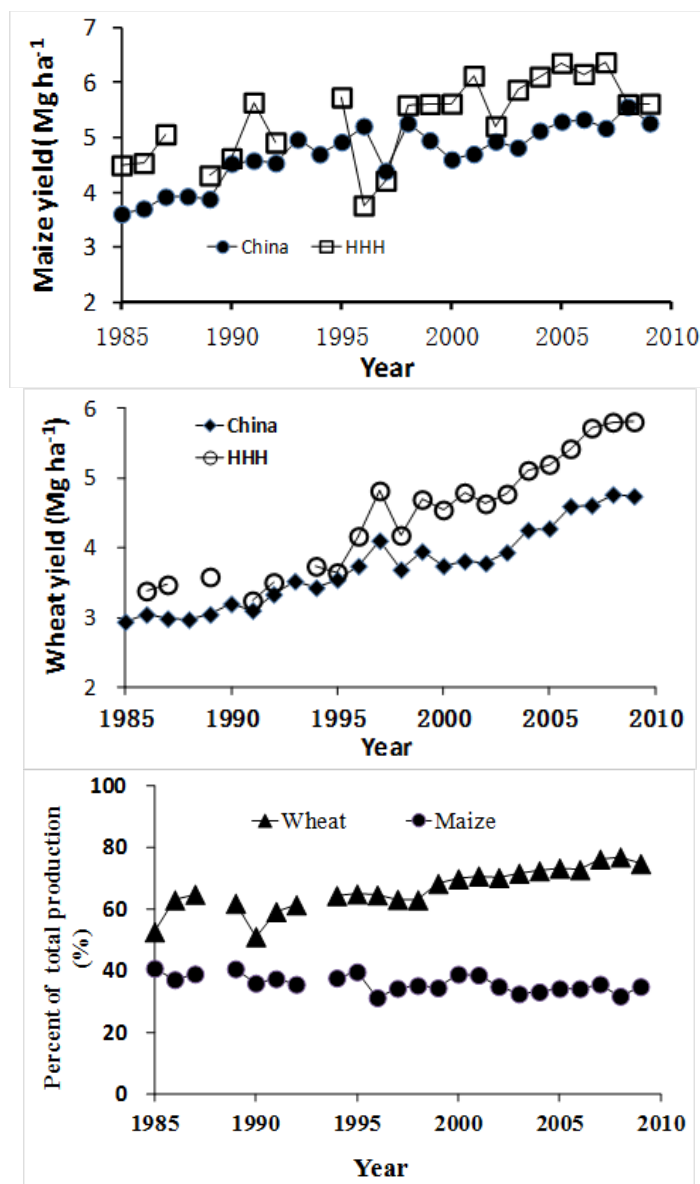 Maize yield( Mg ha⁻¹)
7
6
5
4
3
2
China HHH
1985 1990 1995 2000 2005 2010
Year
Wheat yield (Mg ha⁻¹)
6
5
4
3
2
China
HHH
1985 1990 1995 2000 2005 2010
Year
Percent of total production
(%)
100
80
60
40
20
0
Wheat Maize
1985 1990 1995 2000 2005 2010
Year